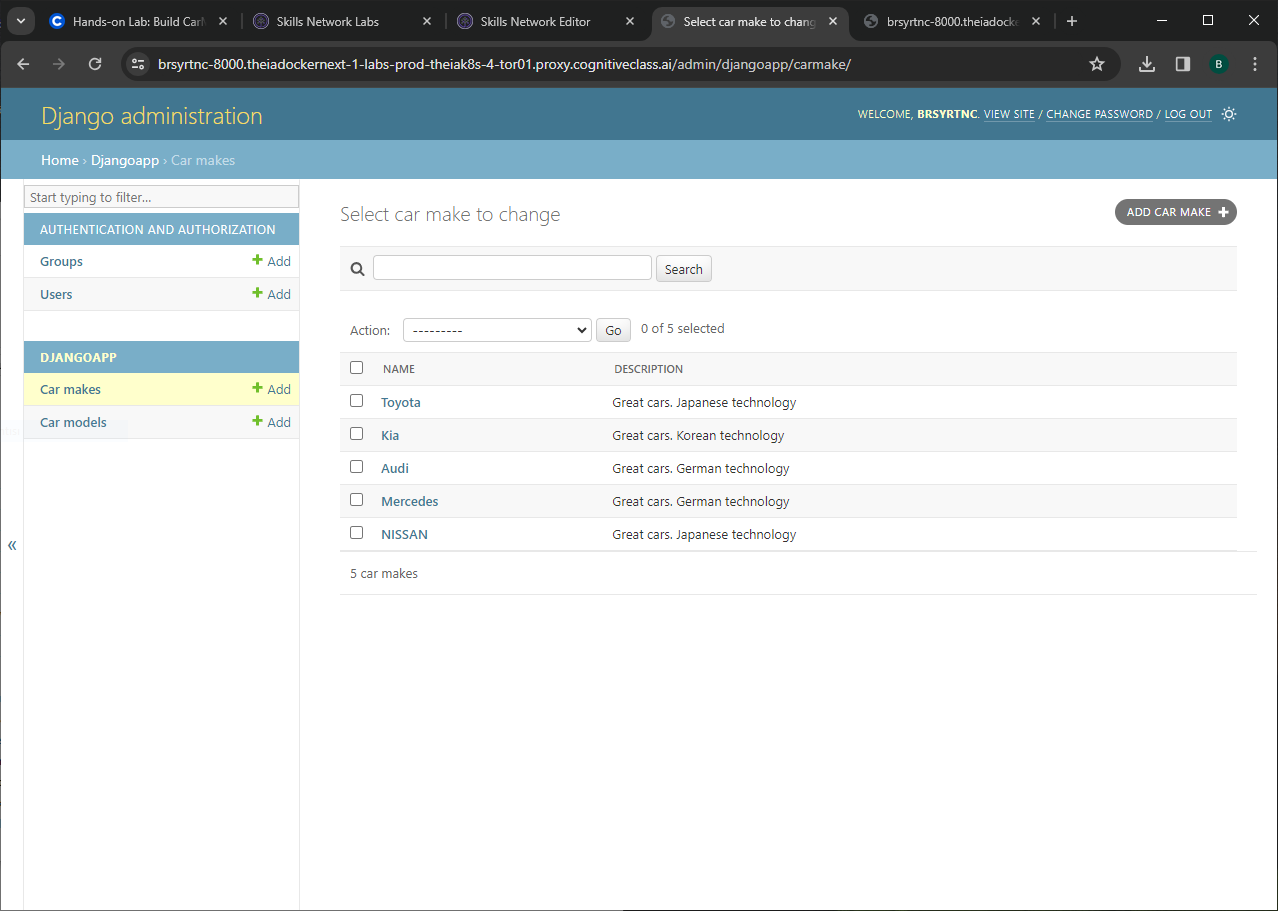 Hands-on Lab: Build Car
Skills Network Labs
Skills Network Editor
Select car make to chang
brsyrtnc-8000.theiadocke
brsyrtnc-8000.theiadockernext-1-labs-prod-theiak8s-4-tor01.proxy.cognitiveclass.ai/admin/djangoapp/carmake/
B
Django administration
WELCOME, BRSYRTNC. VIEW SITE / CHANGE PASSWORD / LOG OUT
Home › Djangoapp › Car makes
Start typing to filter...
AUTHENTICATION AND AUTHORIZATION
Groups + Add
Users + Add
DJANGOAPP
Car makes + Add
Car models + Add
«
Select car make to change
ADD CAR MAKE +
Search
Action: --------- Go 0 of 5 selected
NAME DESCRIPTION
Toyota Great cars. Japanese technology
Kia Great cars. Korean technology
Audi Great cars. German technology
Mercedes Great cars. German technology
NISSAN Great cars. Japanese technology
5 car makes